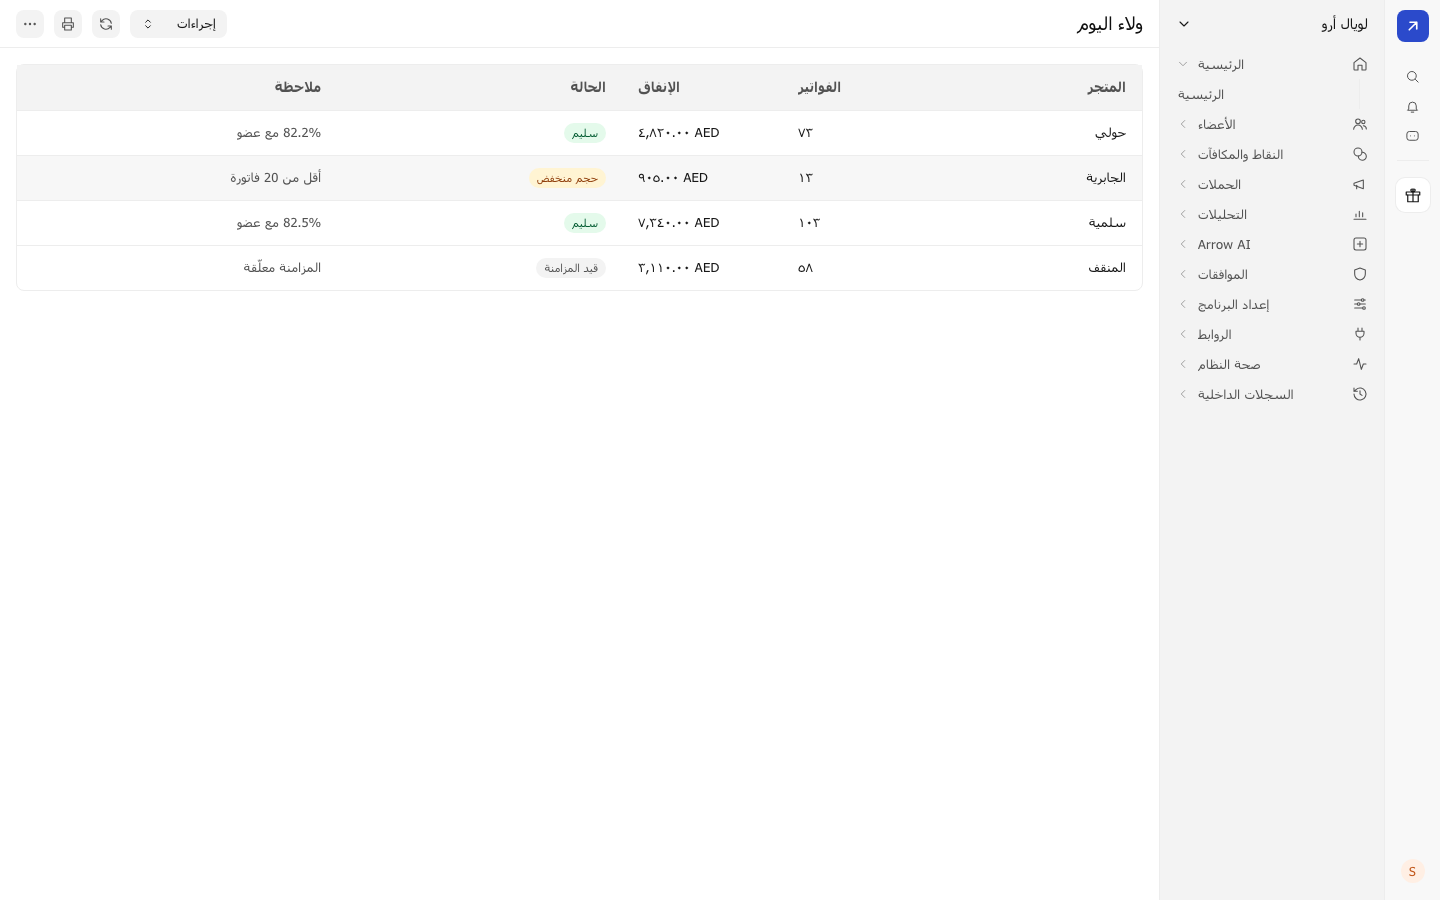 لويال أرو
الرئيسية
الرئيسية
الأعضاء
النقاط والمكافآت
الحملات
التحليلات
Arrow AI
الموافقات
إعداد البرنامج
الروابط
صحة النظام
السجلات الداخلية
S
ولاء اليوم
إجراءات
المتجر الفواتير الإنفاق الحالة ملاحظة
حولي ٧٣ ٤,٨٢٠.٠٠ AED سليم 82.2% مع عضو
الجابرية ١٣ ٩٠٥.٠٠ AED حجم منخفض أقل من 20 فاتورة
سلمية ١٠٣ ٧,٣٤٠.٠٠ AED سليم 82.5% مع عضو
المنقف ٥٨ ٣,١١٠.٠٠ AED قيد المزامنة المزامنة معلّقة